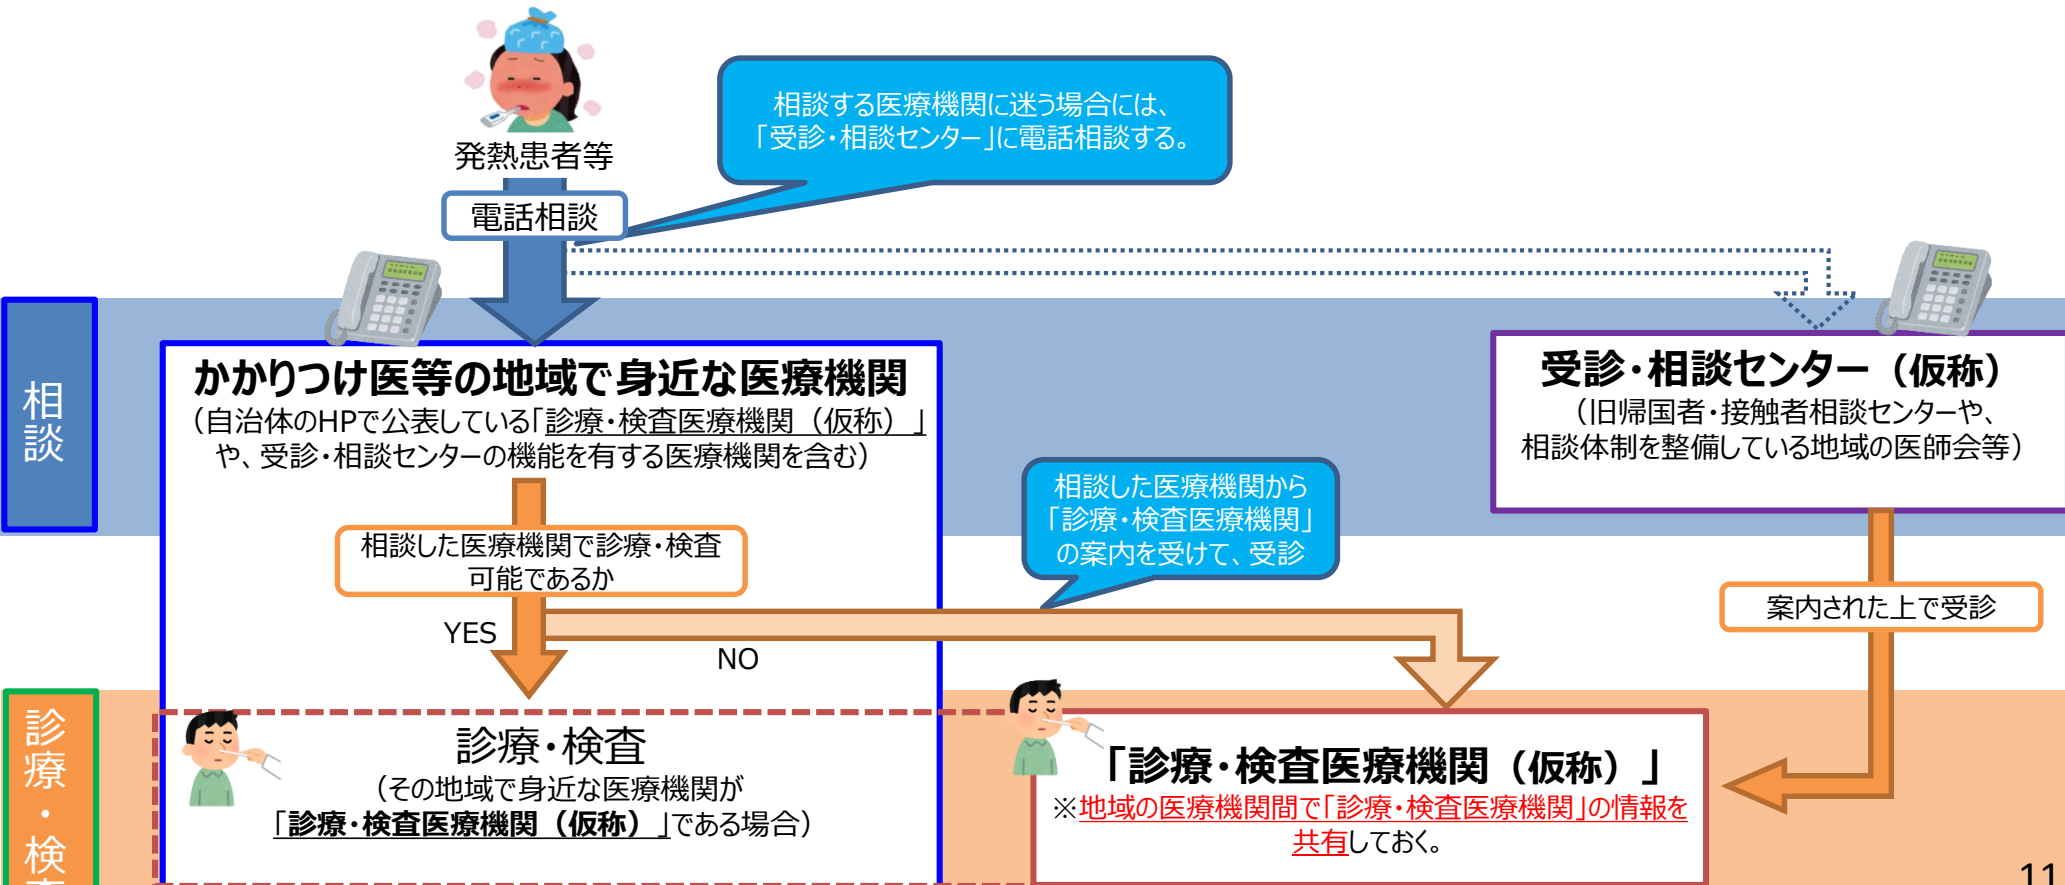 発熱患者等
相談する医療機関に迷う場合には、
「受診・相談センター」に電話相談する。
電話相談
相談
かかりつけ医等の地域で身近な医療機関
（自治体のHPで公表している「診療・検査医療機関（仮称）」
や、受診・相談センターの機能を有する医療機関を含む）
受診・相談センター（仮称）
（旧帰国者・接触者相談センターや、
相談体制を整備している地域の医師会等）
相談した医療機関から
「診療・検査医療機関」
の案内を受けて、受診
相談した医療機関で診療・検査
可能であるか
案内された上で受診
YES
NO
診療・検
診療・検査
（その地域で身近な医療機関が
「診療・検査医療機関（仮称）」である場合）
「診療・検査医療機関（仮称）」
※地域の医療機関間で「診療・検査医療機関」の情報を
共有しておく。
11